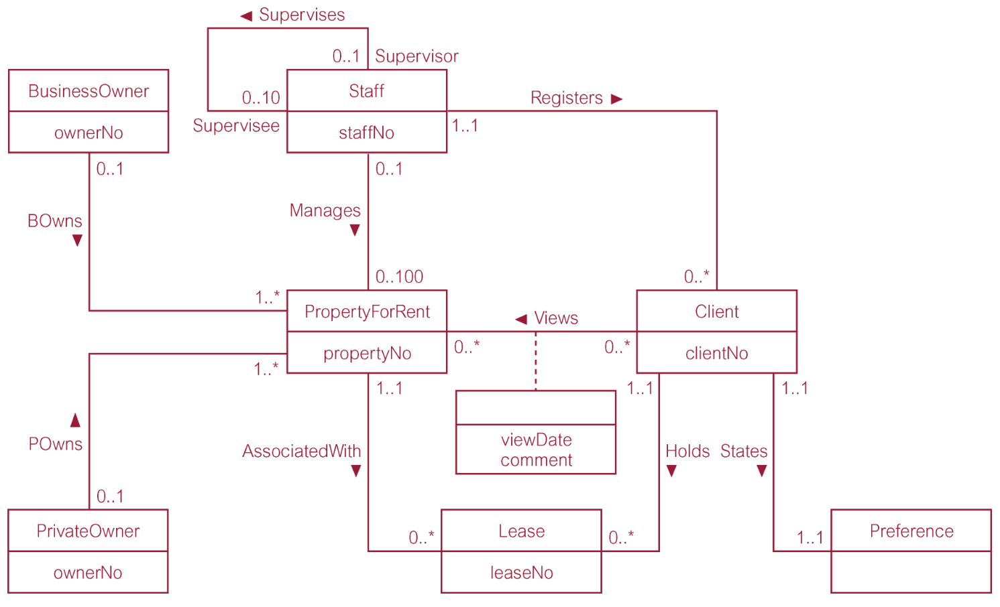 ◄ Supervises
0..1
Supervisor
BusinessOwner
ownerNo
0..10
Supervisee
Staff
staffNo
Registers ►
1..1
0..1
0..1
BOwns
▼
Manages
▼
0..100
0..*
1..*
PropertyForRent
propertyNo
◄ Views
0..*
0..*
Client
clientNo
1..*
1..1
1..1
1..1
▲
POwns
AssociatedWith
▼
viewDate
comment
Holds
▼
States
▼
0..1
PrivateOwner
ownerNo
0..*
Lease
leaseNo
0..*
1..1
Preference